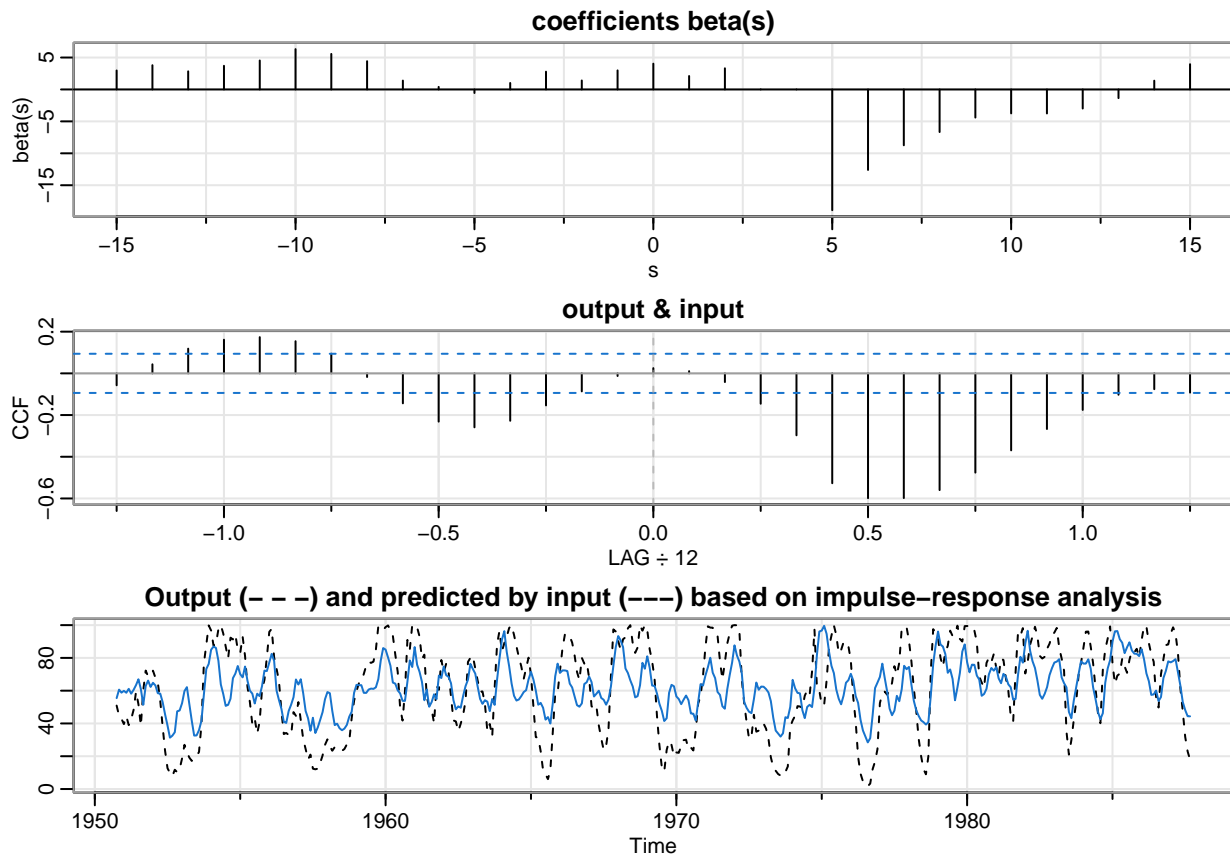 coefficients beta(s)
beta(s)
5
−5
−15
−15 −10 −5 0 5 10 15
s
output & input
CCF
0.2
−0.2
−0.6
−1.0 −0.5 0.0 0.5 1.0
LAG ÷ 12
Output (− − −) and predicted by input (−−−) based on impulse−response analysis
80
40
0
1950 1960 1970 1980
Time